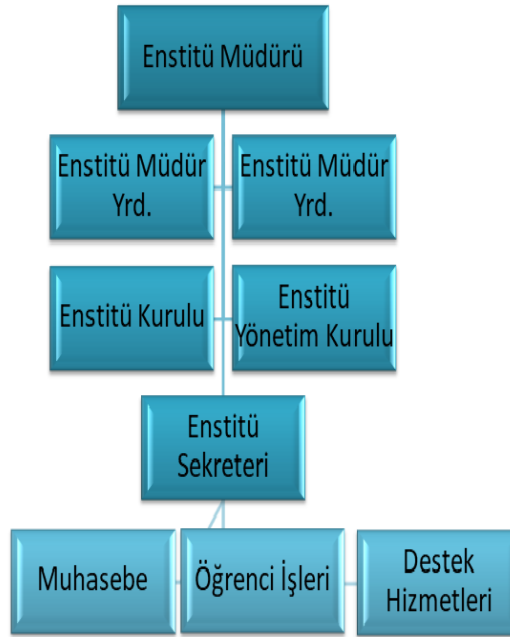 Enstitü Müdürü
Enstitü Müdür
Yrd.
Enstitü Müdür
Yrd.
Enstitü Kurulu
Enstitü
Yönetim Kurulu
Enstitü
Sekreteri
Muhasebe
Öğrenci İşleri
Destek
Hizmetleri